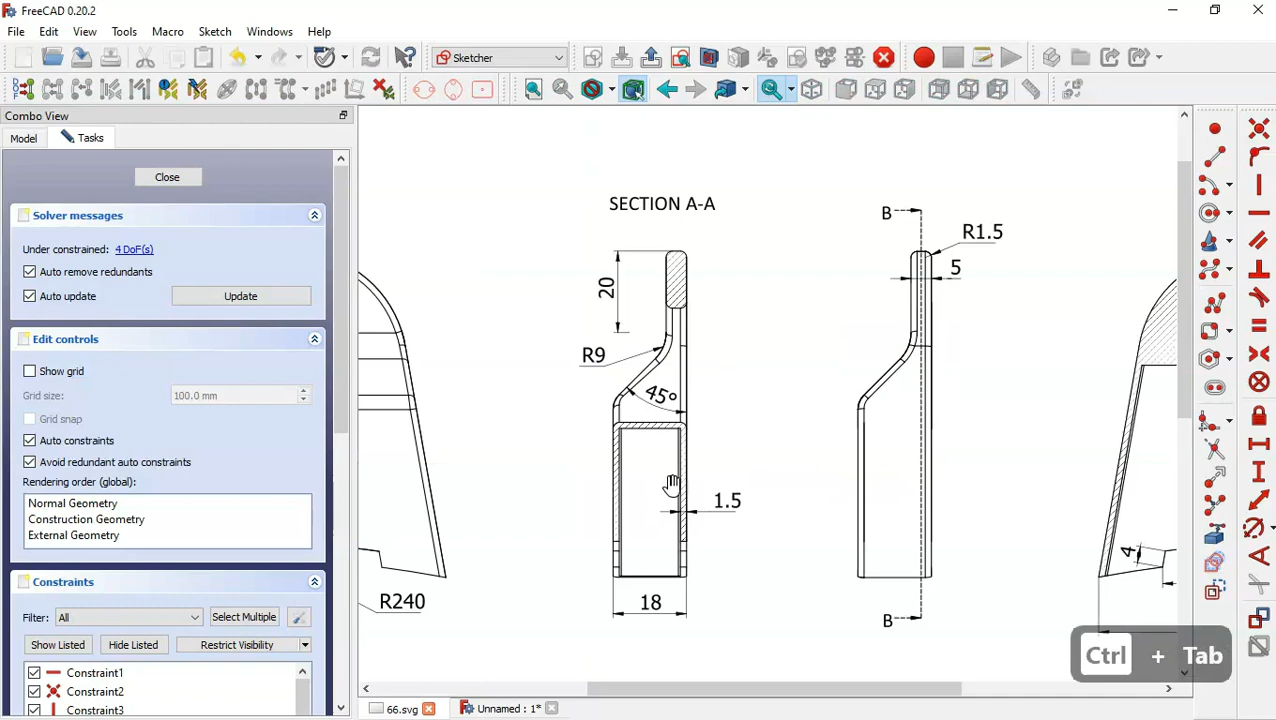 FreeCAD 0.20.2
File Edit View Tools Macro Sketch Windows Help
Sketcher
Combo View
Model Tasks
Close
Solver messages
Under constrained: 4 DoF(s)
Auto remove redundants
Auto update Update
Edit controls
Show grid
Grid size: 100.0 mm
Grid snap
Auto constraints
Avoid redundant auto constraints
Rendering order (global):
Normal Geometry
Construction Geometry
External Geometry
Constraints
Filter: All Select Multiple
Show Listed Hide Listed Restrict Visibility
Constraint1
Constraint2
Constraint3
SECTION A-A
20
R9
45°
1.5
18
R240
B
R1.5
5
B
4
Ctrl + Tab
66.svg Unnamed : 1*